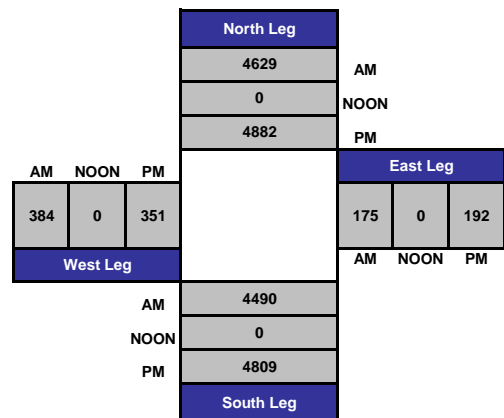 North Leg
4629
AM
0
NOON
4882
PM
AM NOON PM
East Leg
384 0 351
175 0 192
West Leg
AM NOON PM
AM
4490
NOON
0
PM
4809
South Leg